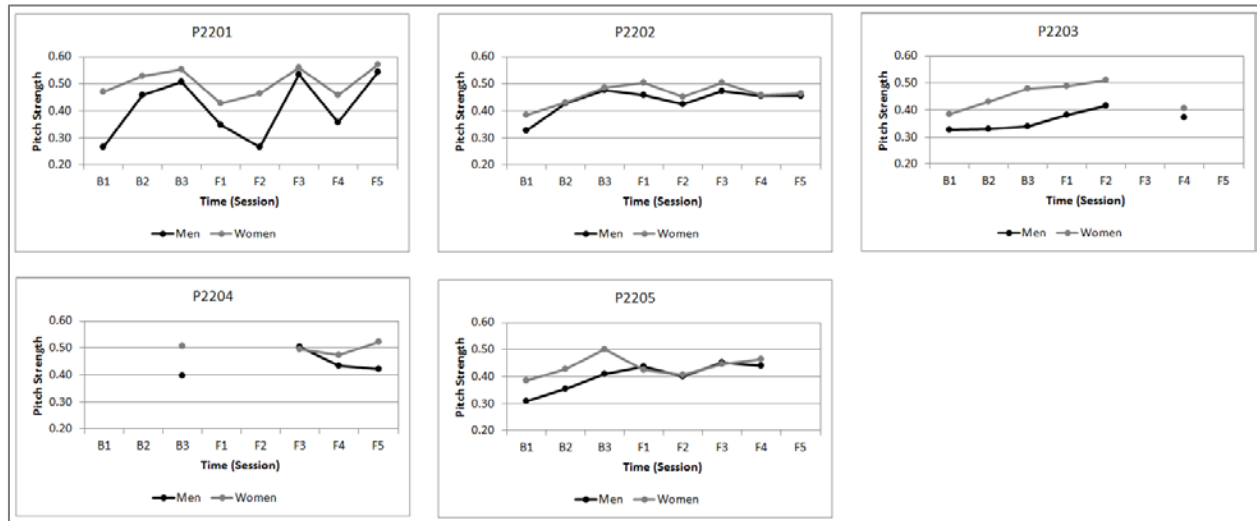 P2201
0.60
0.50
0.40
0.30
0.20
Pitch Strength
B1 B2 B3 F1 F2 F3 F4 F5
Time (Session)
Men Women
P2202
0.60
0.50
0.40
0.30
0.20
Pitch Strength
B1 B2 B3 F1 F2 F3 F4 F5
Time (Session)
Men Women
P2203
0.60
0.50
0.40
0.30
0.20
Pitch Strength
B1 B2 B3 F1 F2 F3 F4 F5
Time (Session)
Men Women
P2204
0.60
0.50
0.40
0.30
0.20
Pitch Strength
B1 B2 B3 F1 F2 F3 F4 F5
Time (Session)
Men Women
P2205
0.60
0.50
0.40
0.30
0.20
Pitch Strength
B1 B2 B3 F1 F2 F3 F4 F5
Time (Session)
Men Women